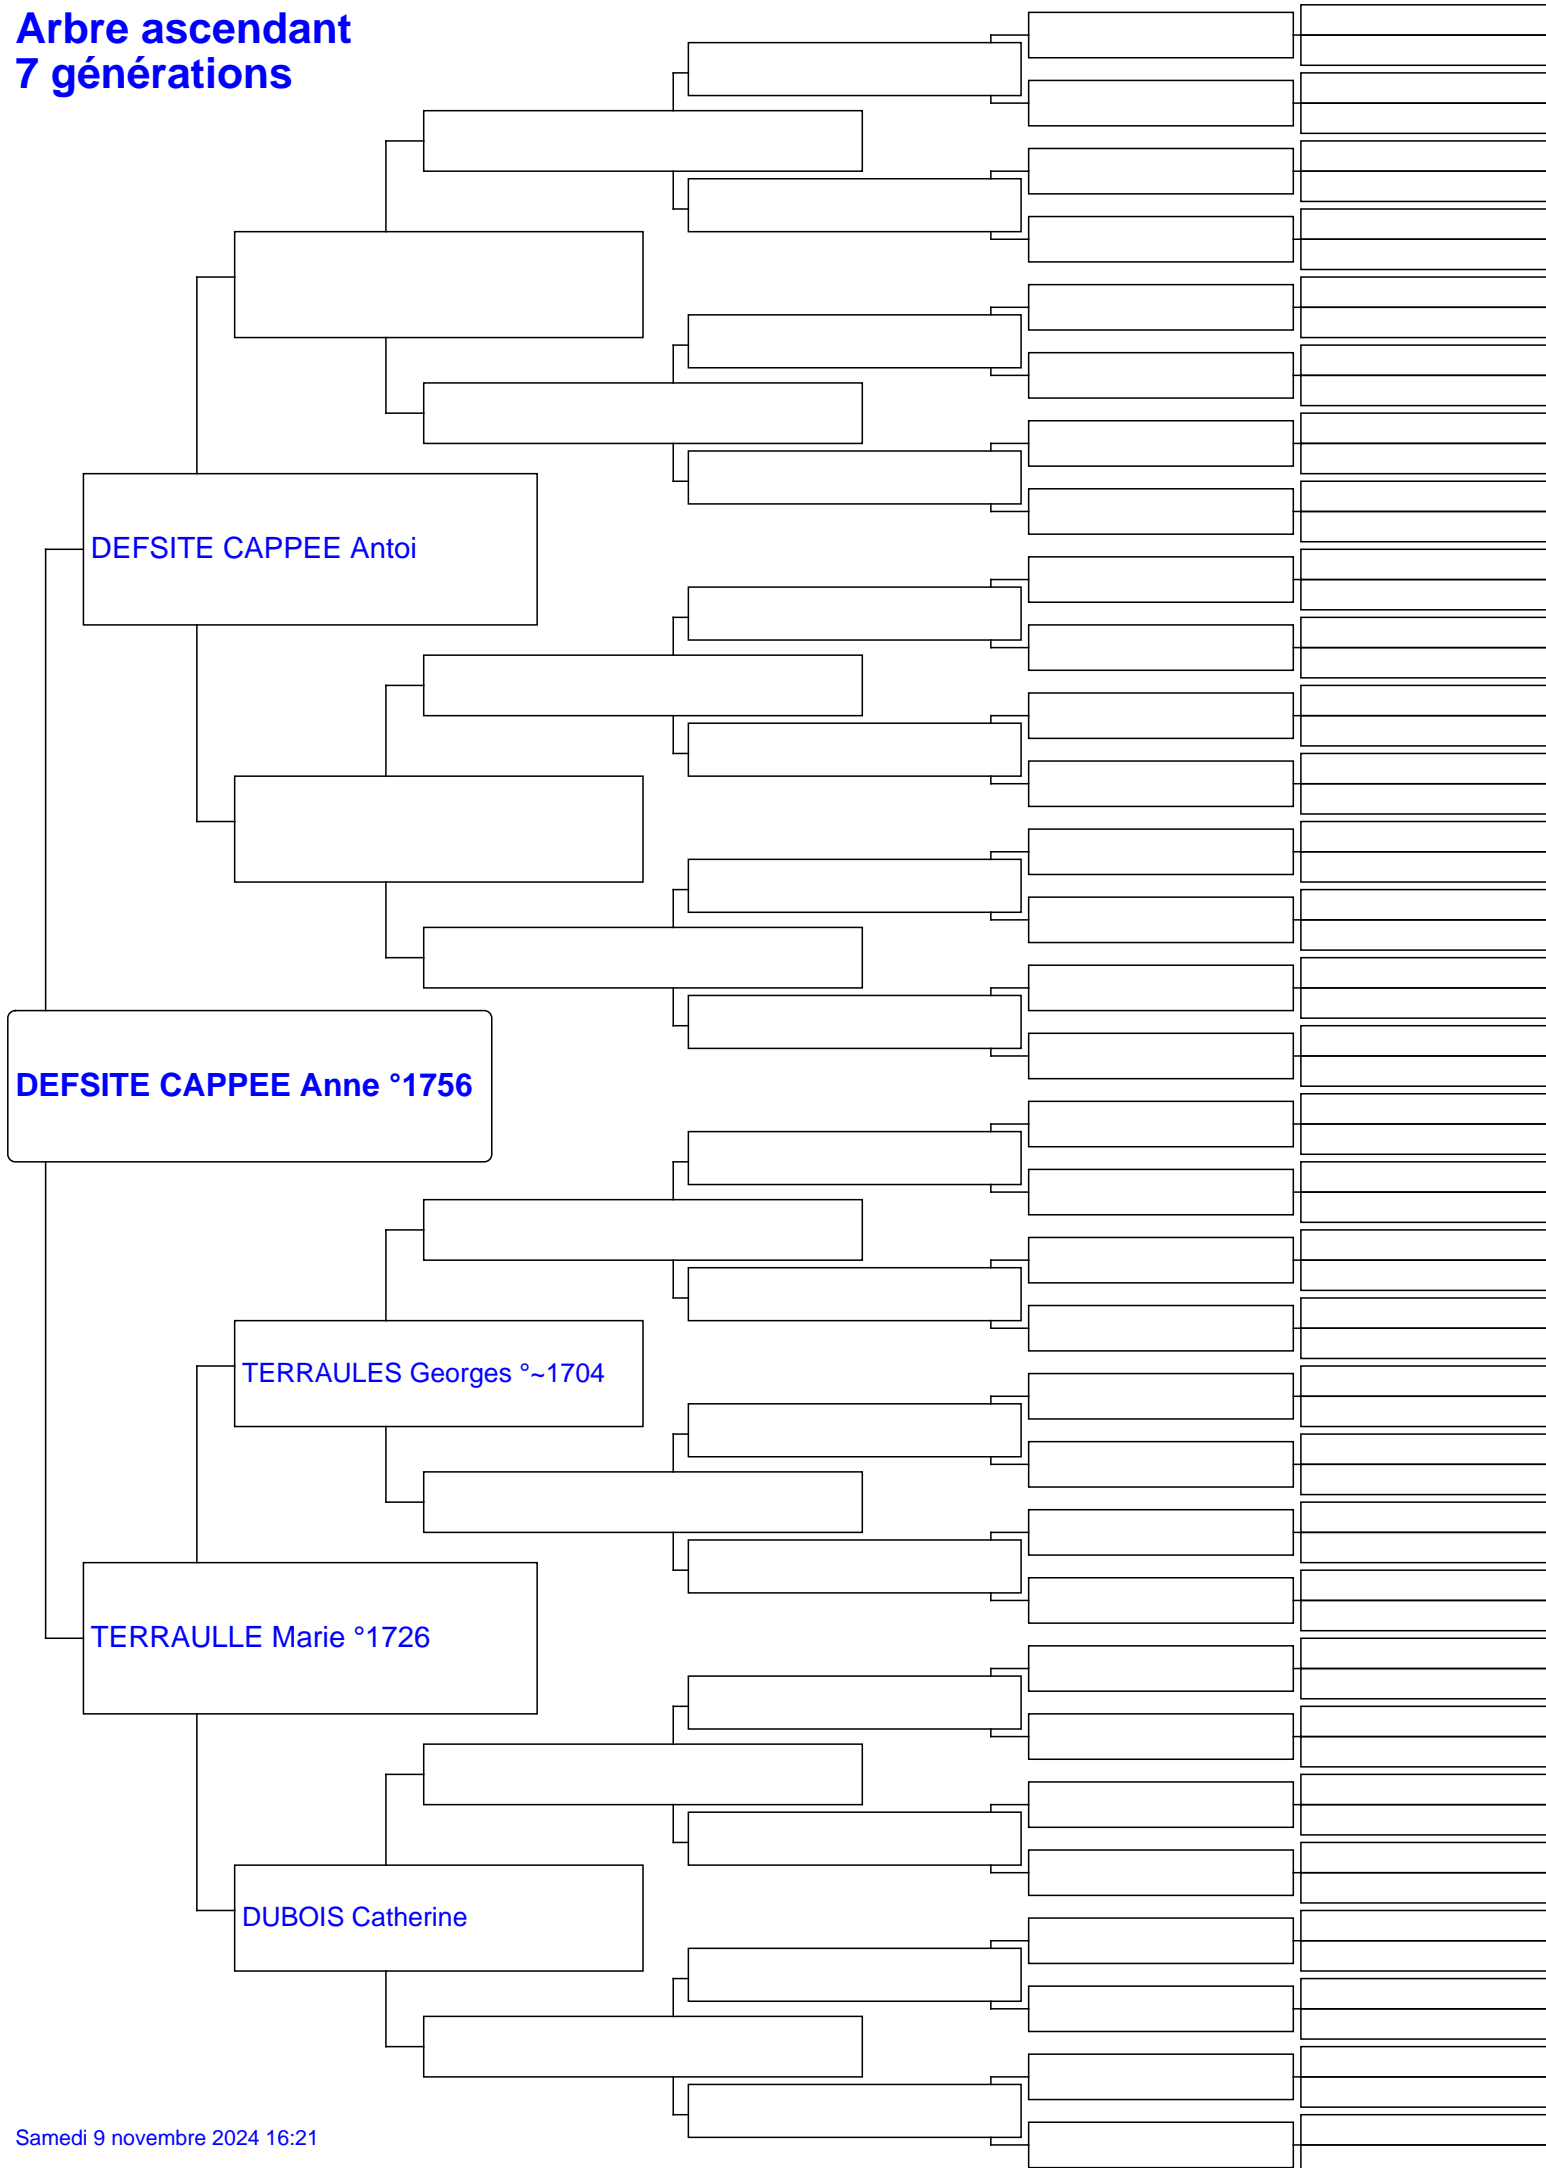 Arbre ascendant
7 générations
DEFSITE CAPPEE Antoi
DEFSITE CAPPEE Anne °1756
TERRAULES Georges °~1704
TERRAULLE Marie °1726
DUBOIS Catherine
Samedi 9 novembre 2024 16:21